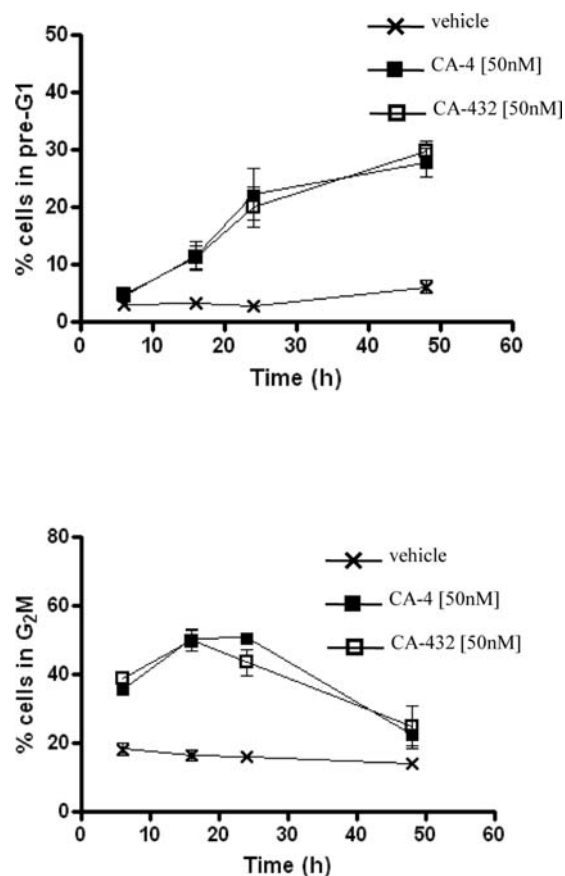 vehicle
CA-4 [50nM]
CA-432 [50nM]
% cells in pre-G1
50
40
30
20
10
0
0 10 20 30 40 50 60
Time (h)
vehicle
CA-4 [50nM]
CA-432 [50nM]
% cells in G₂M
80
60
40
20
0
0 10 20 30 40 50 60
Time (h)